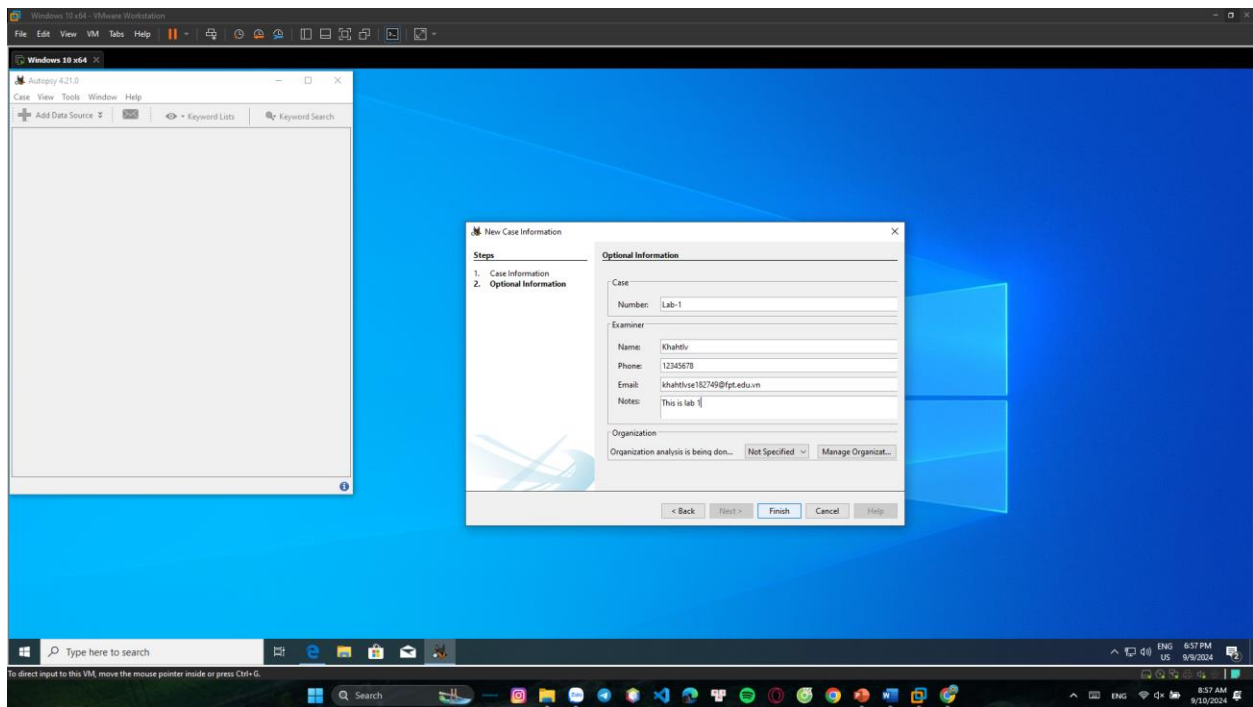 Windows 10 x64 - VMware Workstation
File Edit View VM Tabs Help
Windows 10 x64
Autopsy 4.21.0
Case View Tools Window Help
Add Data Source Keyword Lists Keyword Search
New Case Information
Steps
1. Case Information
2. Optional Information
Optional Information
Case
Number: Lab-1
Examiner
Name: Khahtlv
Phone: 12345678
Email: khahtlvse182749@fpt.edu.vn
Notes: This is lab 1
Organization
Organization analysis is being don... Not Specified Manage Organizat...
< Back Next > Finish Cancel Help
Type here to search
ENG 6:57 PM
US 9/9/2024
2
To direct input to this VM, move the mouse pointer inside or press Ctrl+G.
Search
ENG
8:57 AM
9/10/2024